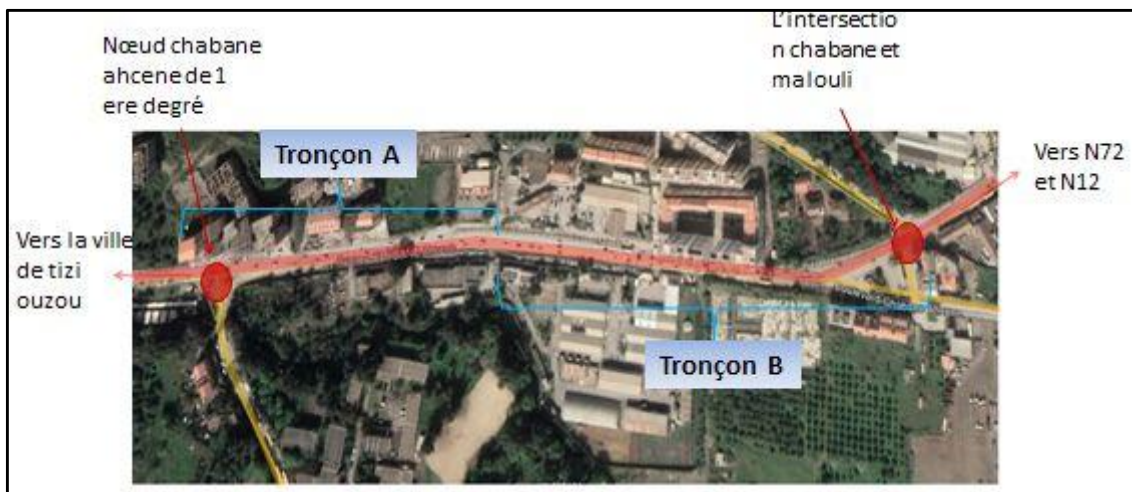 Nœud chabane
ahcene de 1
ere degré
L'intersectio
n chabane et
malouli
Tronçon A
Vers N72
et N12
Vers la ville
de tizi
ouzou
Tronçon B